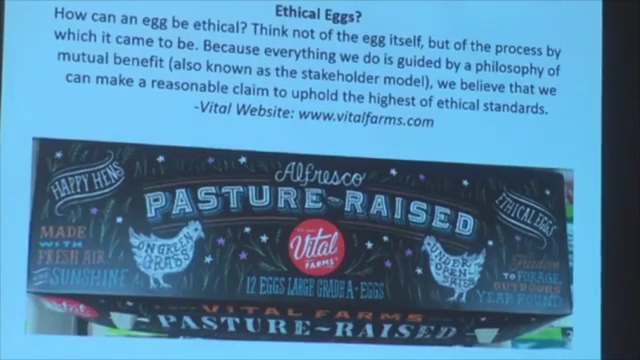 Ethical Eggs?
How can an egg be ethical? Think not of the egg itself, but of the process by
which it came to be. Because everything we do is guided by a philosophy of
mutual benefit (also known as the stakeholder model), we believe that we
can make a reasonable claim to uphold the highest of ethical standards.
-Vital Website: www.vitalfarms.com
Alfresco
HAPPY HENS
PASTURE~RAISED
ETHICAL EGGS
MADE
WITH
FRESH AIR
AND SUNSHINE
ON GREEN
GRASS
Vital
FARMS
UNDER
OPEN
SKIES
Freedom
TO FORAGE
OUTDOORS
YEAR ROUND
12 EGGS LARGE GRADE A- EGGS
Vital
VITAL FARMS
PASTURE~RAISED